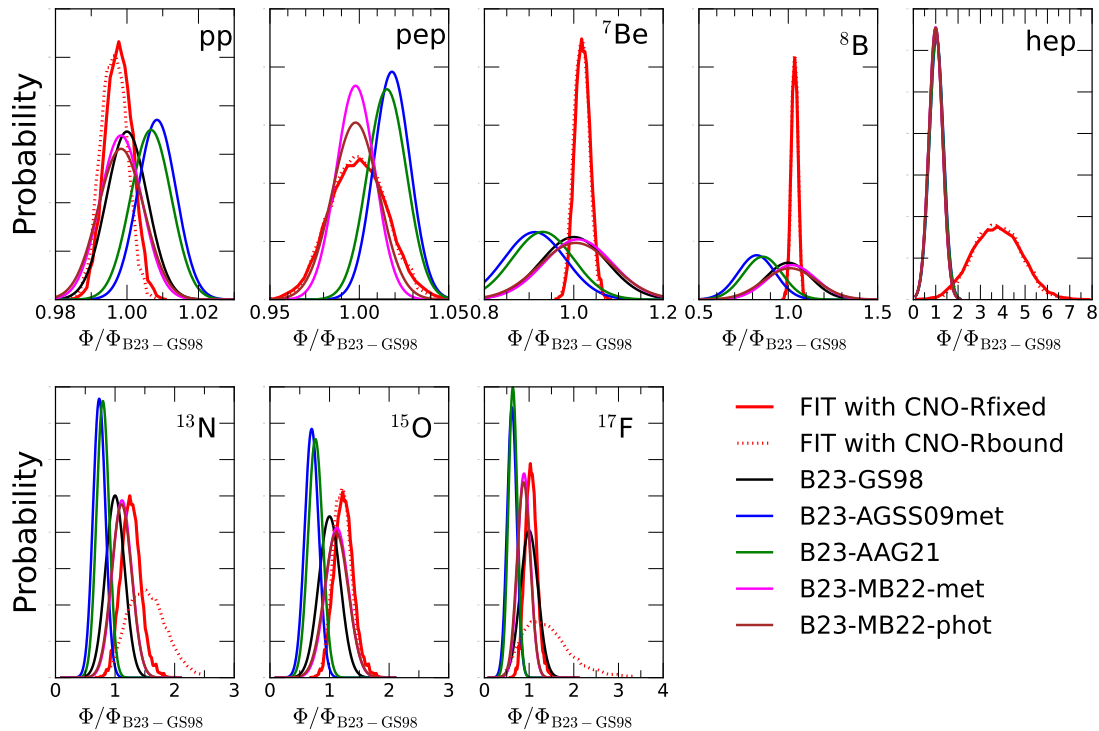 Probability
pp
pep
⁷Be
⁸B
hep
0.98 1.00 1.02
0.95 1.00 1.05
0.8 1.0 1.2
0.5 1.0 1.5
0 1 2 3 4 5 6 7 8
Φ/Φ_B23−GS98
Φ/Φ_B23−GS98
Φ/Φ_B23−GS98
Φ/Φ_B23−GS98
Φ/Φ_B23−GS98
Probability
¹³N
¹⁵O
¹⁷F
0 1 2 3
0 1 2 3
0 1 2 3 4
Φ/Φ_B23−GS98
Φ/Φ_B23−GS98
Φ/Φ_B23−GS98
FIT with CNO-Rfixed
FIT with CNO-Rbound
B23-GS98
B23-AGSS09met
B23-AAG21
B23-MB22-met
B23-MB22-phot